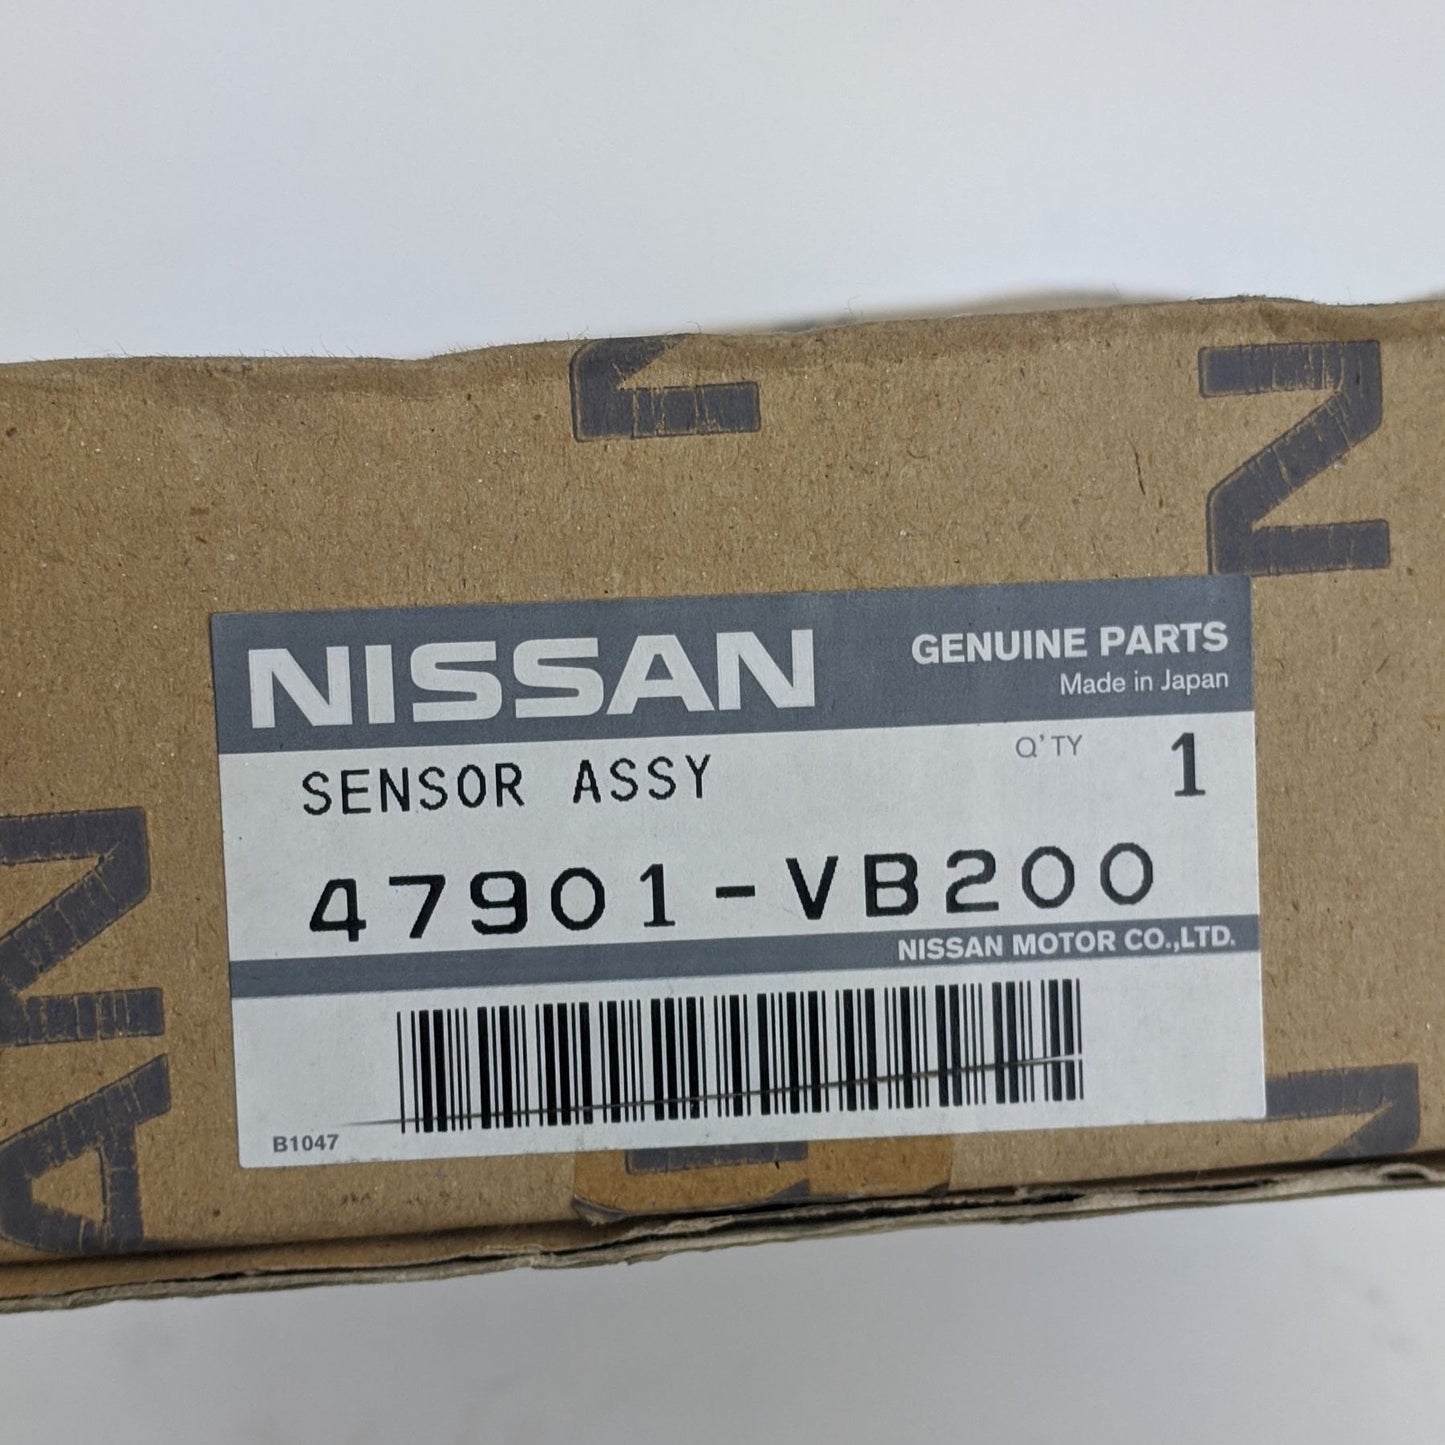 NISSAN
GENUINE PARTS
Made in Japan
SENSOR ASSY
Q'TY 1
47901-VB200
NISSAN MOTOR CO.,LTD.
B1047